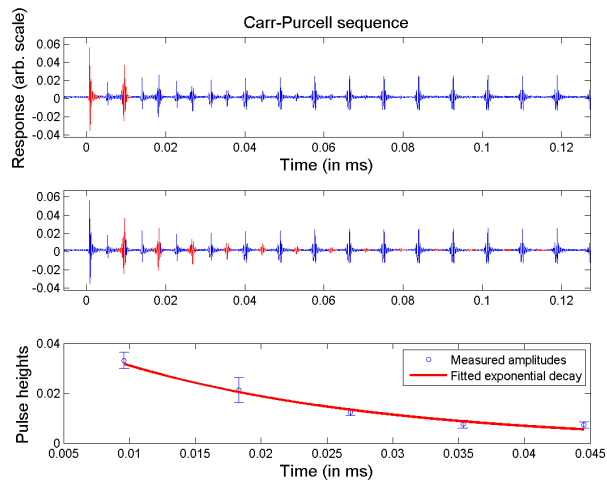 Carr-Purcell sequence
Response (arb. scale)
0.06
0.04
0.02
0
-0.02
-0.04
0 0.02 0.04 0.06 0.08 0.1 0.12
Time (in ms)
0.06
0.04
0.02
0
-0.02
-0.04
0 0.02 0.04 0.06 0.08 0.1 0.12
Pulse heights
0.04
0.02
0
Measured amplitudes
Fitted exponential decay
0.005 0.01 0.015 0.02 0.025 0.03 0.035 0.04 0.045
Time (in ms)